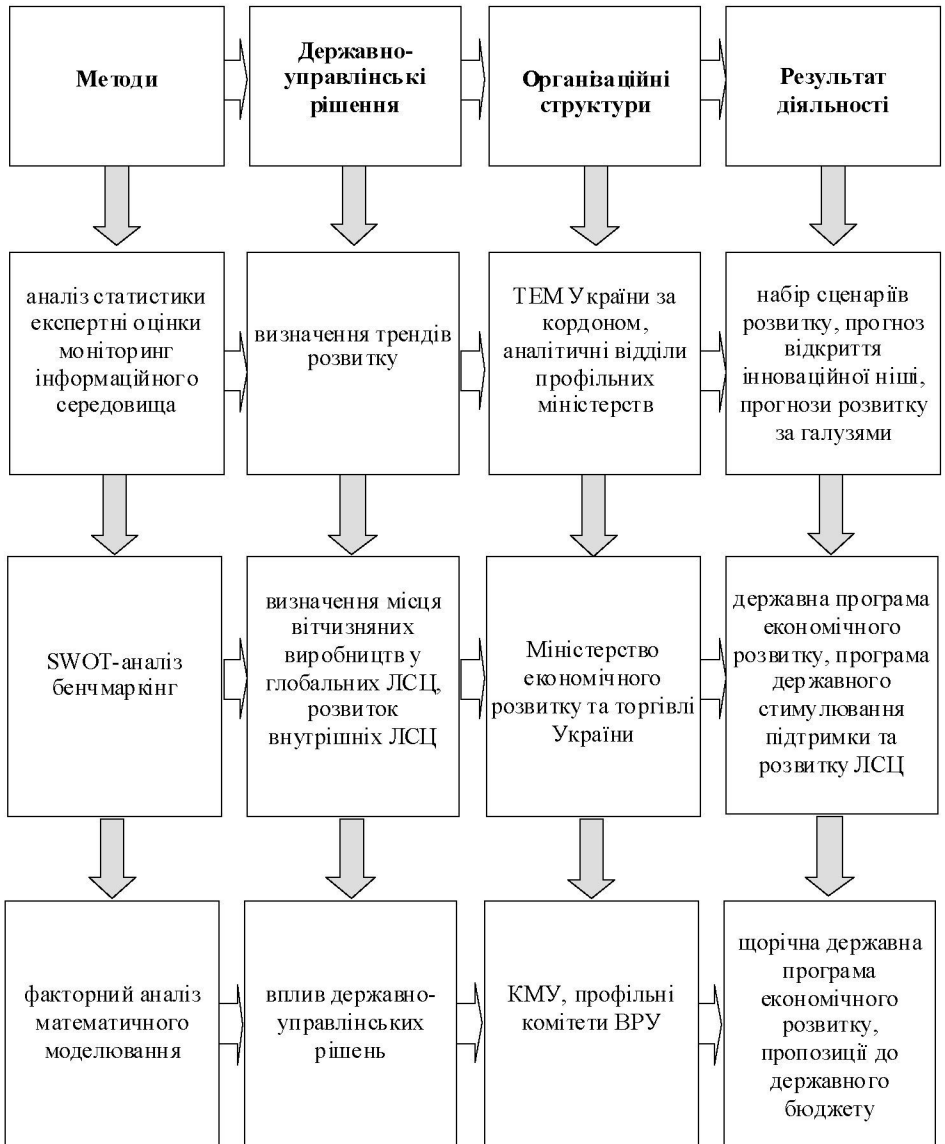 Методи
Державно-
управлінські
рішення
Організаційні
структури
Результат
діяльності
аналіз статистики
експертні оцінки
моніторинг
інформаційного
середовища
визначення трендів
розвитку
ТЕМ України за
кордоном,
аналітичні відділи
профільних
міністерств
набір сценаріїв
розвитку, прогноз
відкриття
інноваційної ніші,
прогнози розвитку
за галузями
SWOT-аналіз
бенчмаркінг
визначення місця
вітчизняних
виробництв у
глобальних ЛСЦ,
розвиток
внутрішніх ЛСЦ
Міністерство
економічного
розвитку та торгівлі
України
державна програма
економічного
розвитку, програма
державного
стимулювання
підтримки та
розвитку ЛСЦ
факторний аналіз
математичного
моделювання
вплив державно-
управлінських
рішень
КМУ, профільні
комітети ВРУ
щорічна державна
програма
економічного
розвитку,
пропозиції до
державного
бюджету